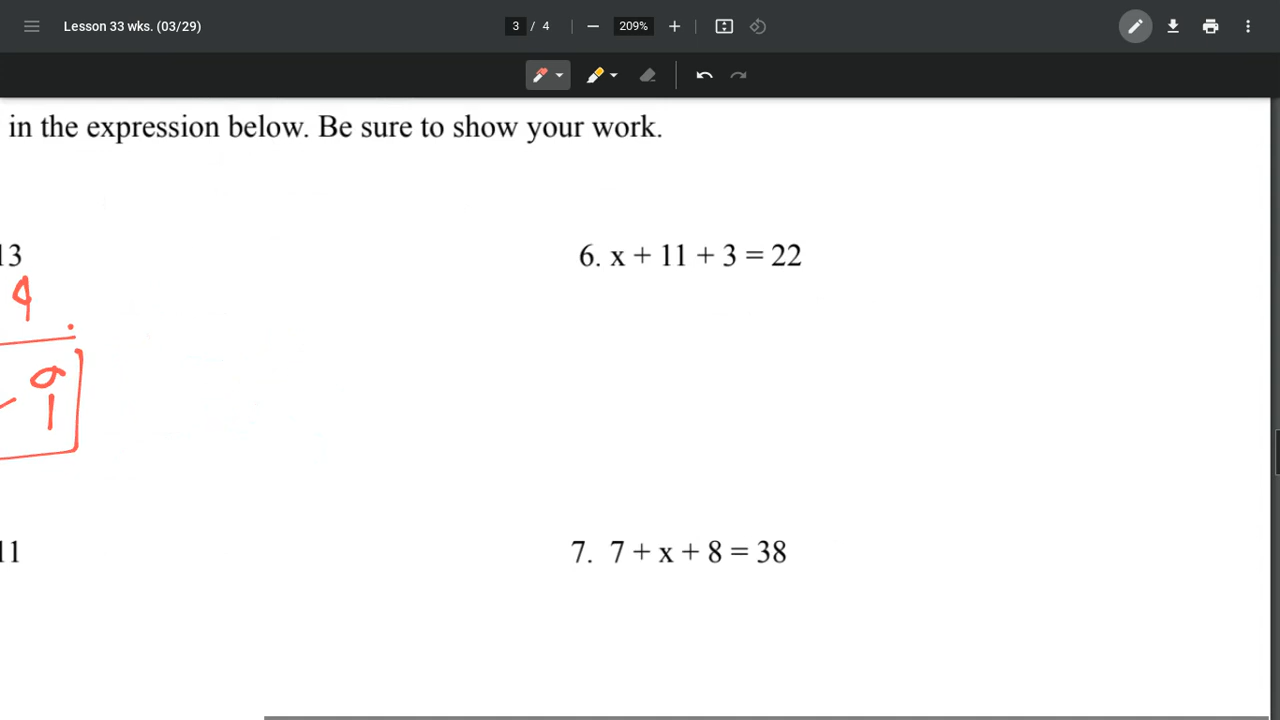 Lesson 33 wks. (03/29)
3 / 4
209%
in the expression below. Be sure to show your work.
13
6. x + 11 + 3 = 22
4
9
11
7. 7 + x + 8 = 38